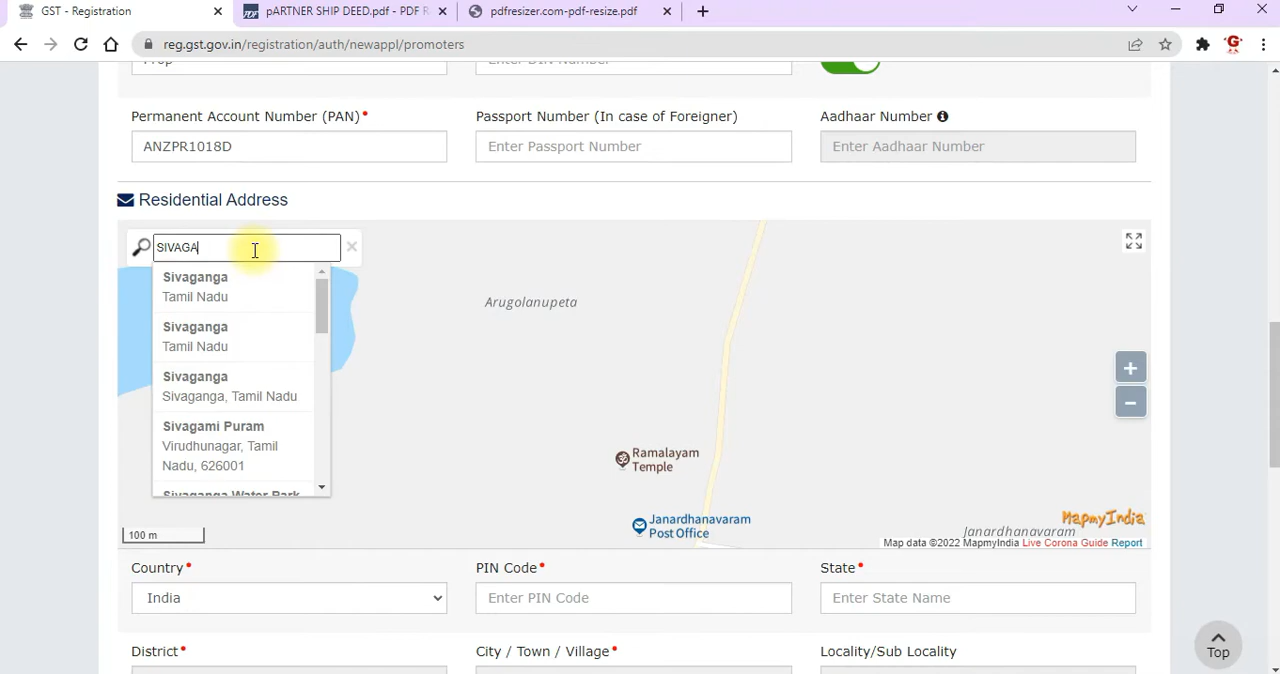 GST - Registration
pARTNER SHIP DEED.pdf - PDF R
pdfresizer.com-pdf-resize.pdf
reg.gst.gov.in/registration/auth/newappl/promoters
Permanent Account Number (PAN)•
Passport Number (In case of Foreigner)
Aadhaar Number
ANZPR1018D
Enter Passport Number
Enter Aadhaar Number
Residential Address
SIVAGA
Sivaganga
Tamil Nadu
Sivaganga
Tamil Nadu
Sivaganga
Sivaganga, Tamil Nadu
Sivagami Puram
Virudhunagar, Tamil
Nadu, 626001
Sivaganga Water Park
Arugolanupeta
Ramalayam
Temple
Janardhanavaram
Post Office
Janardhanavaram
MapmyIndia
100 m
Map data ©2022 MapmyIndia Live Corona Guide Report
Country•
PIN Code•
State•
India
Enter PIN Code
Enter State Name
District•
City / Town / Village•
Locality/Sub Locality
Top